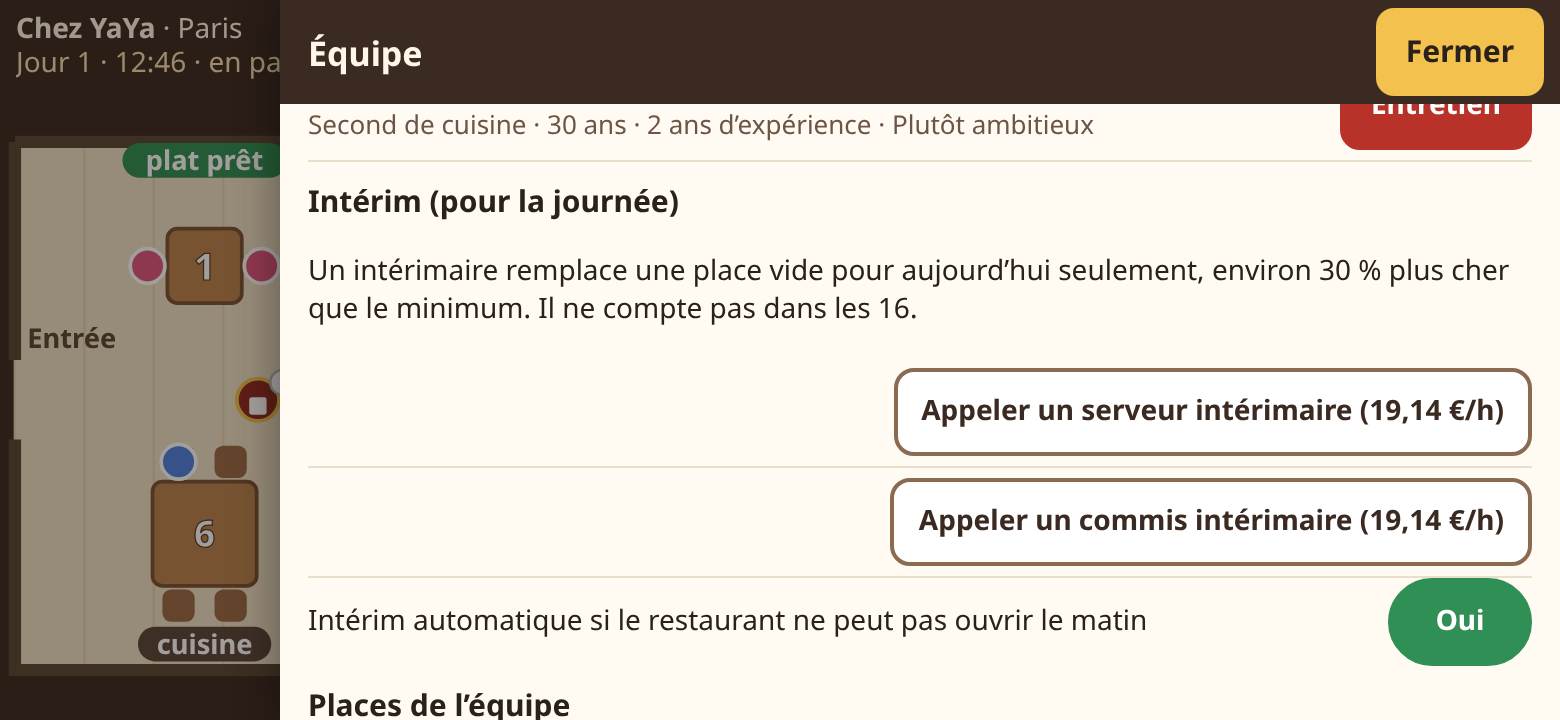 Chez YaYa · Paris
Jour 1 · 12:46 · en pa
plat prêt
1
Entrée
6
cuisine
Équipe
Fermer
Entretien
Second de cuisine · 30 ans · 2 ans d’expérience · Plutôt ambitieux
Intérim (pour la journée)
Un intérimaire remplace une place vide pour aujourd’hui seulement, environ 30 % plus cher
que le minimum. Il ne compte pas dans les 16.
Appeler un serveur intérimaire (19,14 €/h)
Appeler un commis intérimaire (19,14 €/h)
Intérim automatique si le restaurant ne peut pas ouvrir le matin
Oui
Places de l’équipe